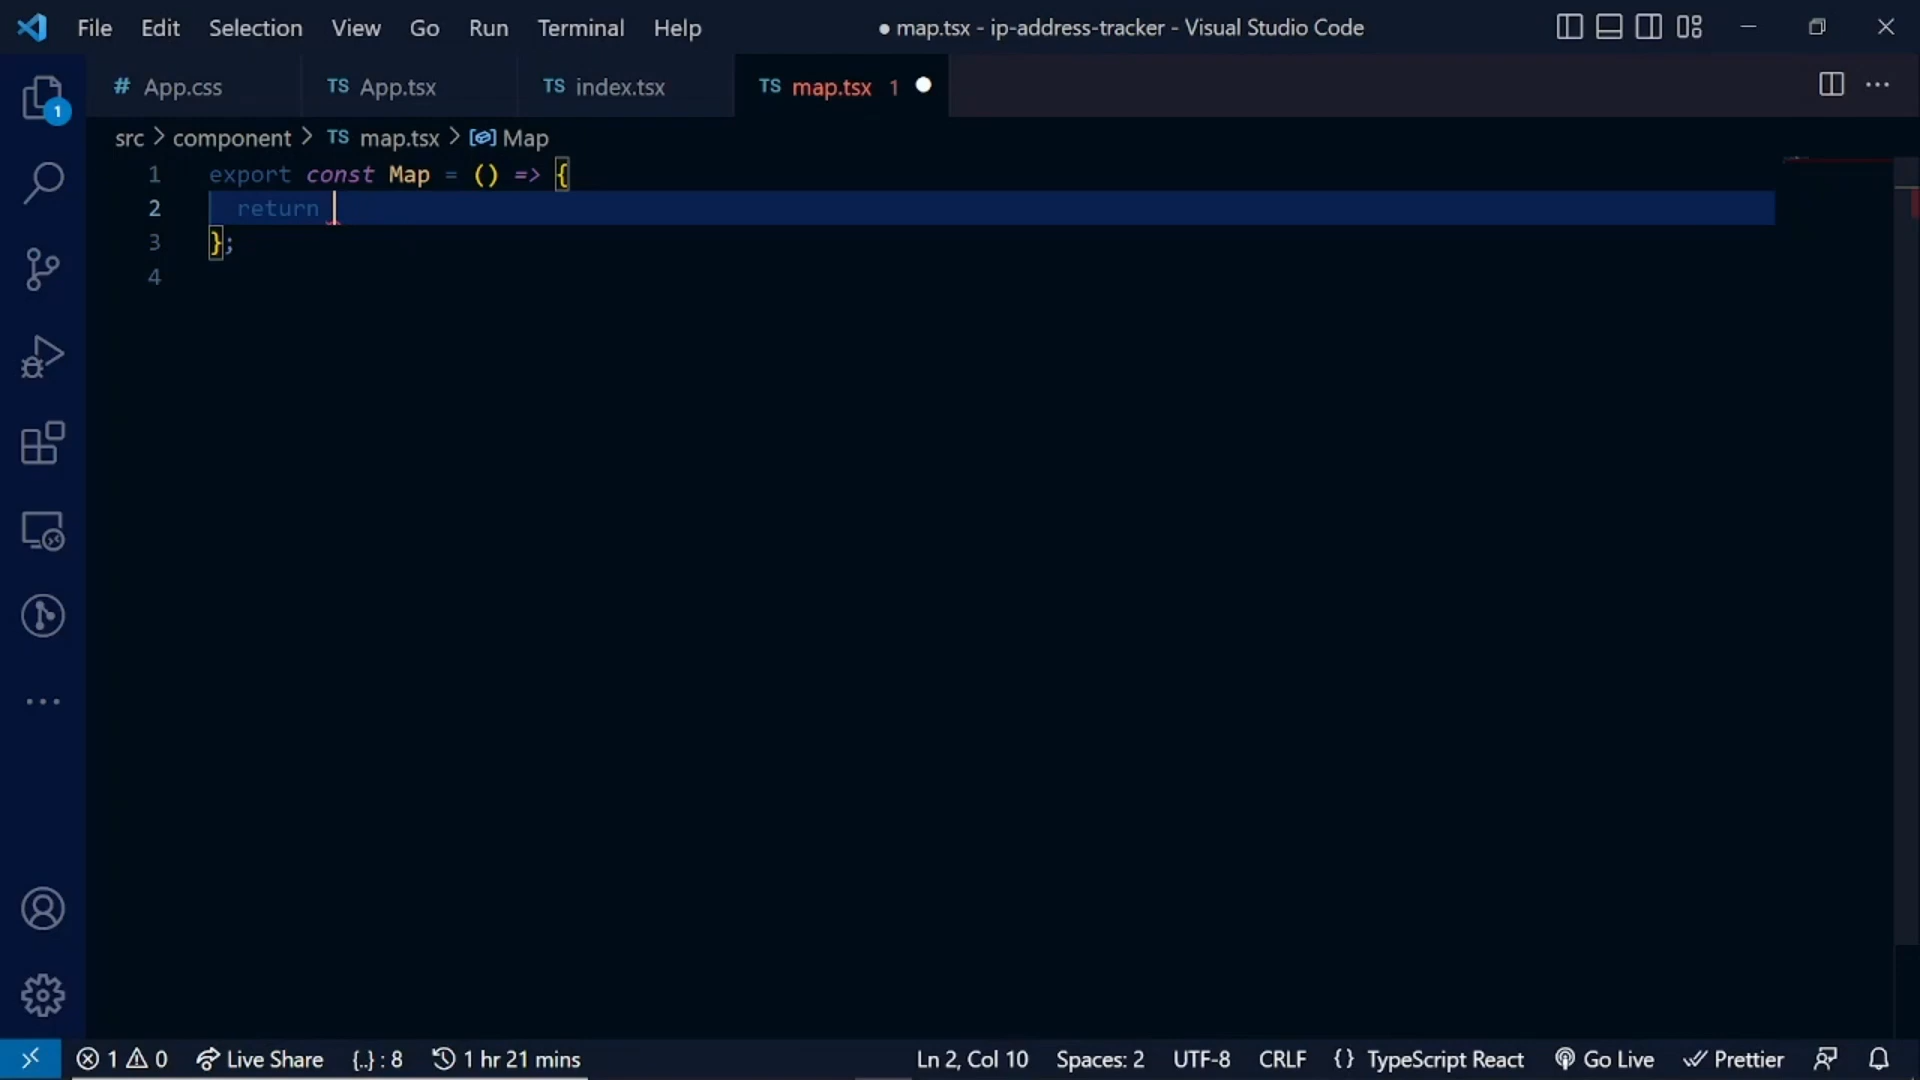 File Edit Selection View Go Run Terminal Help ● map.tsx - ip-address-tracker - Visual Studio Code
# App.css TS App.tsx TS index.tsx TS map.tsx 1
1
src > component > TS map.tsx > Map
1 export const Map = () => {
2 return
3 };
4
1 0 Live Share {..} : 8 1 hr 21 mins Ln 2, Col 10 Spaces: 2 UTF-8 CRLF { } TypeScript React Go Live Prettier